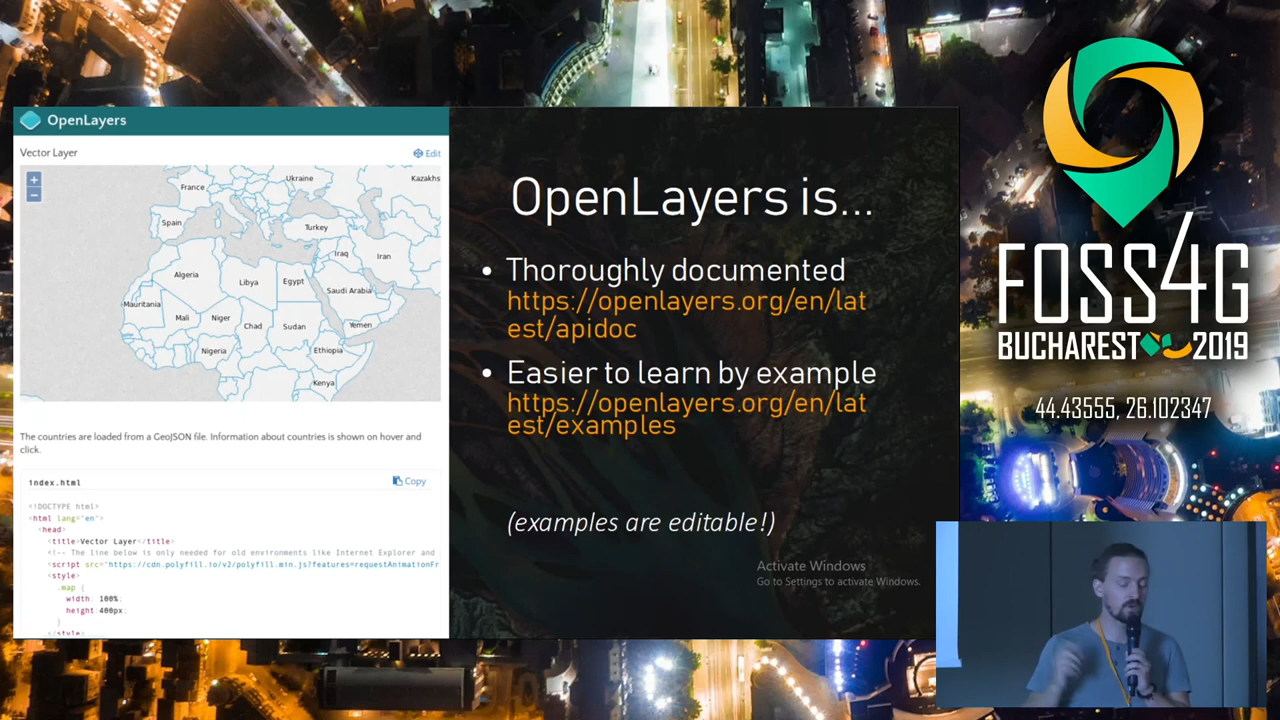 OpenLayers
Vector Layer
Edit
+
−
France
Ukraine
Kazakhs
Spain
Turkey
Iraq
Iran
Algeria
Libya
Egypt
Saudi Arabia
Mauritania
Mali
Niger
Chad
Sudan
Yemen
Nigeria
Ethiopia
Kenya
The countries are loaded from a GeoJSON file. Information about countries is shown on hover and
click.
index.html
Copy
<!DOCTYPE html>
<html lang="en">
<head>
<title>Vector Layer</title>
<!-- The line below is only needed for old environments like Internet Explorer and
<script src="https://cdn.polyfill.io/v2/polyfill.min.js?features=requestAnimationFr
<style>
.map {
width: 100%;
height:400px;
}
</style>
OpenLayers is...
• Thoroughly documented
https://openlayers.org/en/lat
est/apidoc
• Easier to learn by example
https://openlayers.org/en/lat
est/examples
(examples are editable!)
Activate Windows
Go to Settings to activate Windows.
FOSS4G
BUCHAREST 2019
44.43555, 26.102347